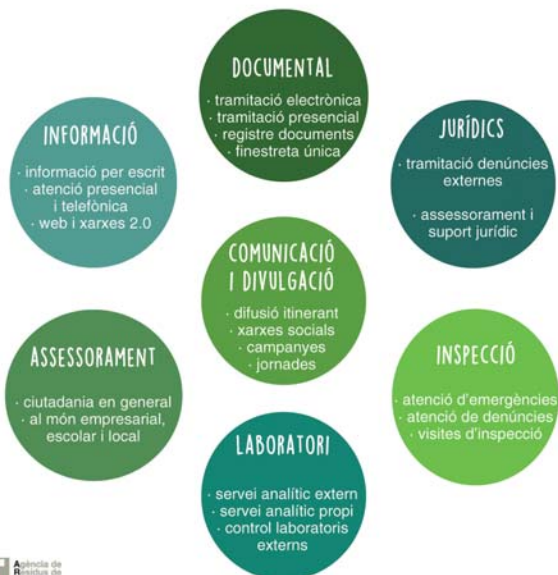 DOCUMENTAL
· tramitació electrònica
· tramitació presencial
· registre documents
· finestreta única
INFORMACIÓ
· informació per escrit
· atenció presencial
i telefònica
· web i xarxes 2.0
JURÍDICS
· tramitació denúncies
externes
· assessorament i
suport jurídic
COMUNICACIÓ
I DIVULGACIÓ
· difusió itinerant
· xarxes socials
· campanyes
· jornades
ASSESSORAMENT
· ciutadania en general
· al món empresarial,
escolar i local
INSPECCIÓ
· atenció d'emergències
· atenció de denúncies
· visites d'inspecció
LABORATORI
· servei analític extern
· servei analític propi
· control laboratoris
externs
Agència de
Residus de